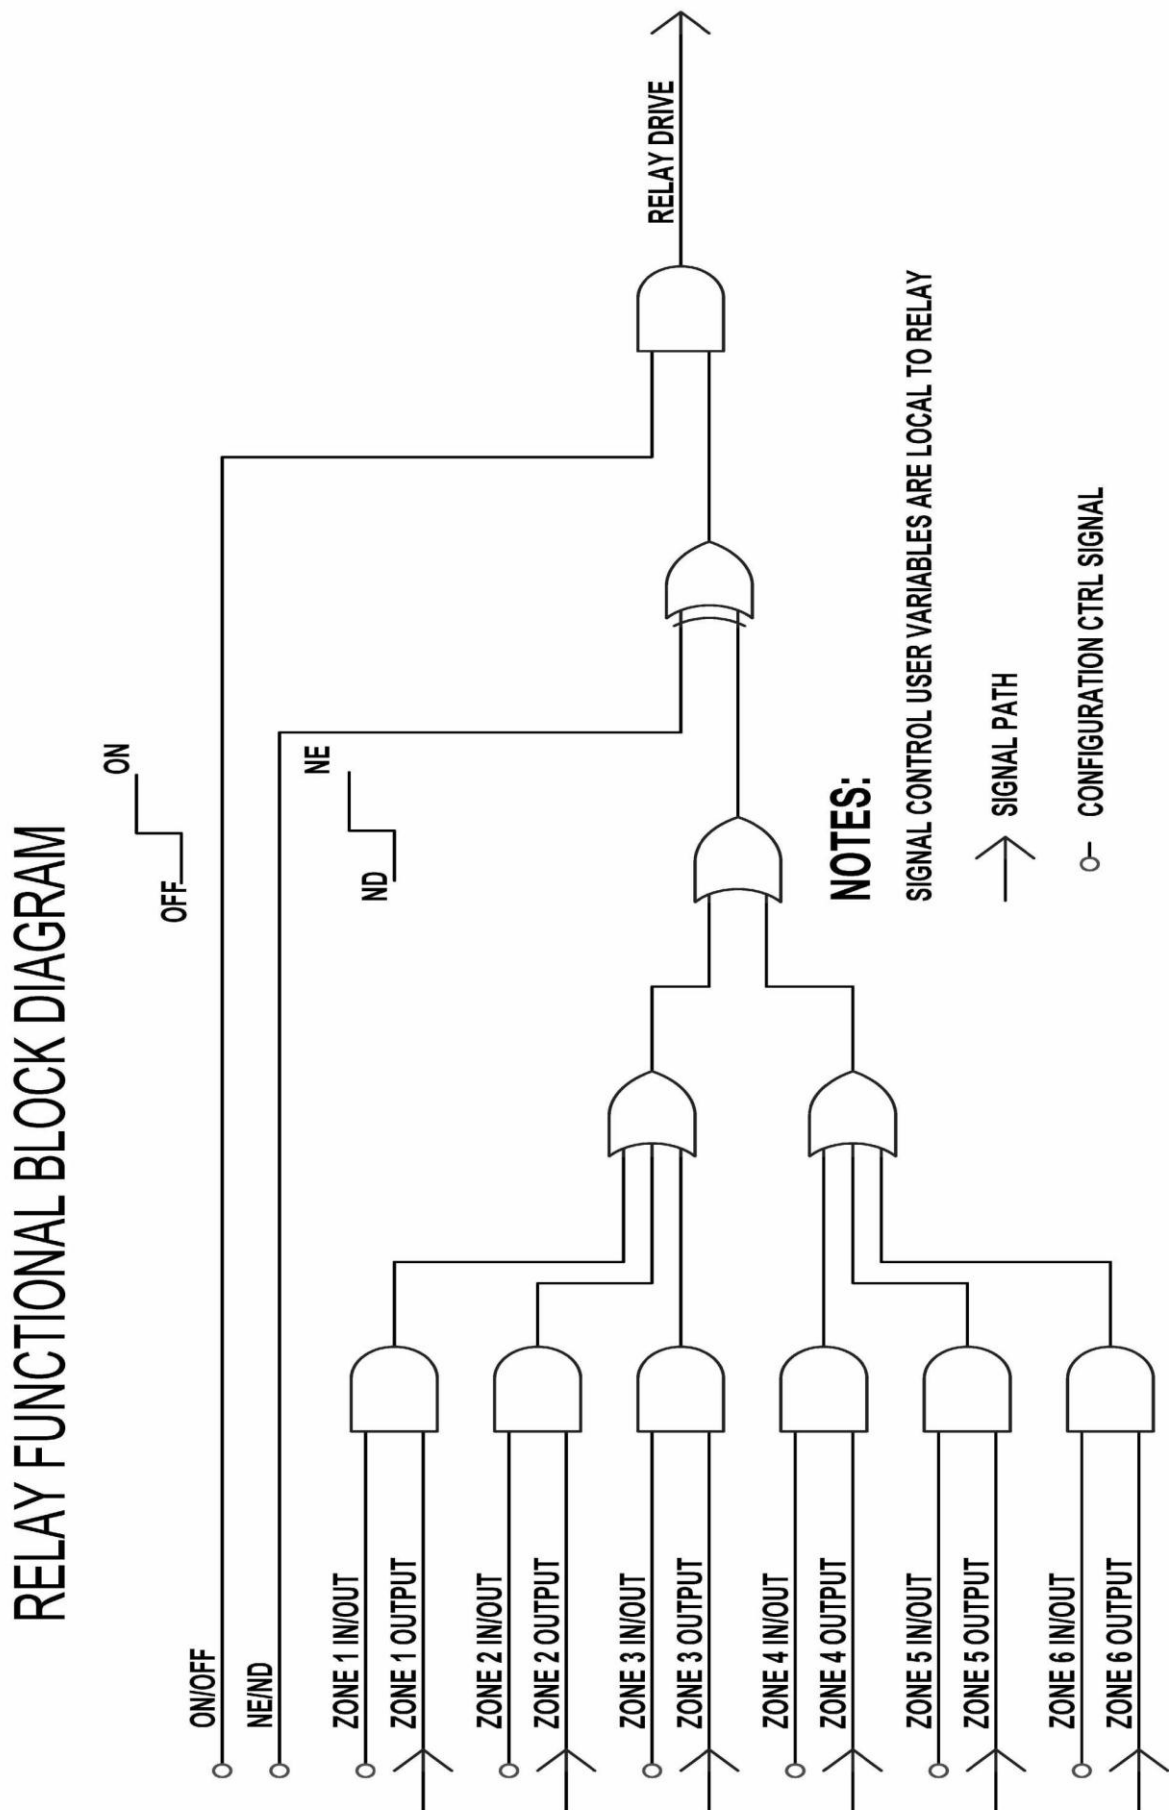 RELAY FUNCTIONAL BLOCK DIAGRAM
OFF
ON
ON/OFF
NE/ND
ND
NE
ZONE 1 IN/OUT
ZONE 1 OUTPUT
ZONE 2 IN/OUT
ZONE 2 OUTPUT
ZONE 3 IN/OUT
ZONE 3 OUTPUT
ZONE 4 IN/OUT
ZONE 4 OUTPUT
ZONE 5 IN/OUT
ZONE 5 OUTPUT
ZONE 6 IN/OUT
ZONE 6 OUTPUT
RELAY DRIVE
NOTES:
SIGNAL CONTROL USER VARIABLES ARE LOCAL TO RELAY
SIGNAL PATH
CONFIGURATION CTRL SIGNAL